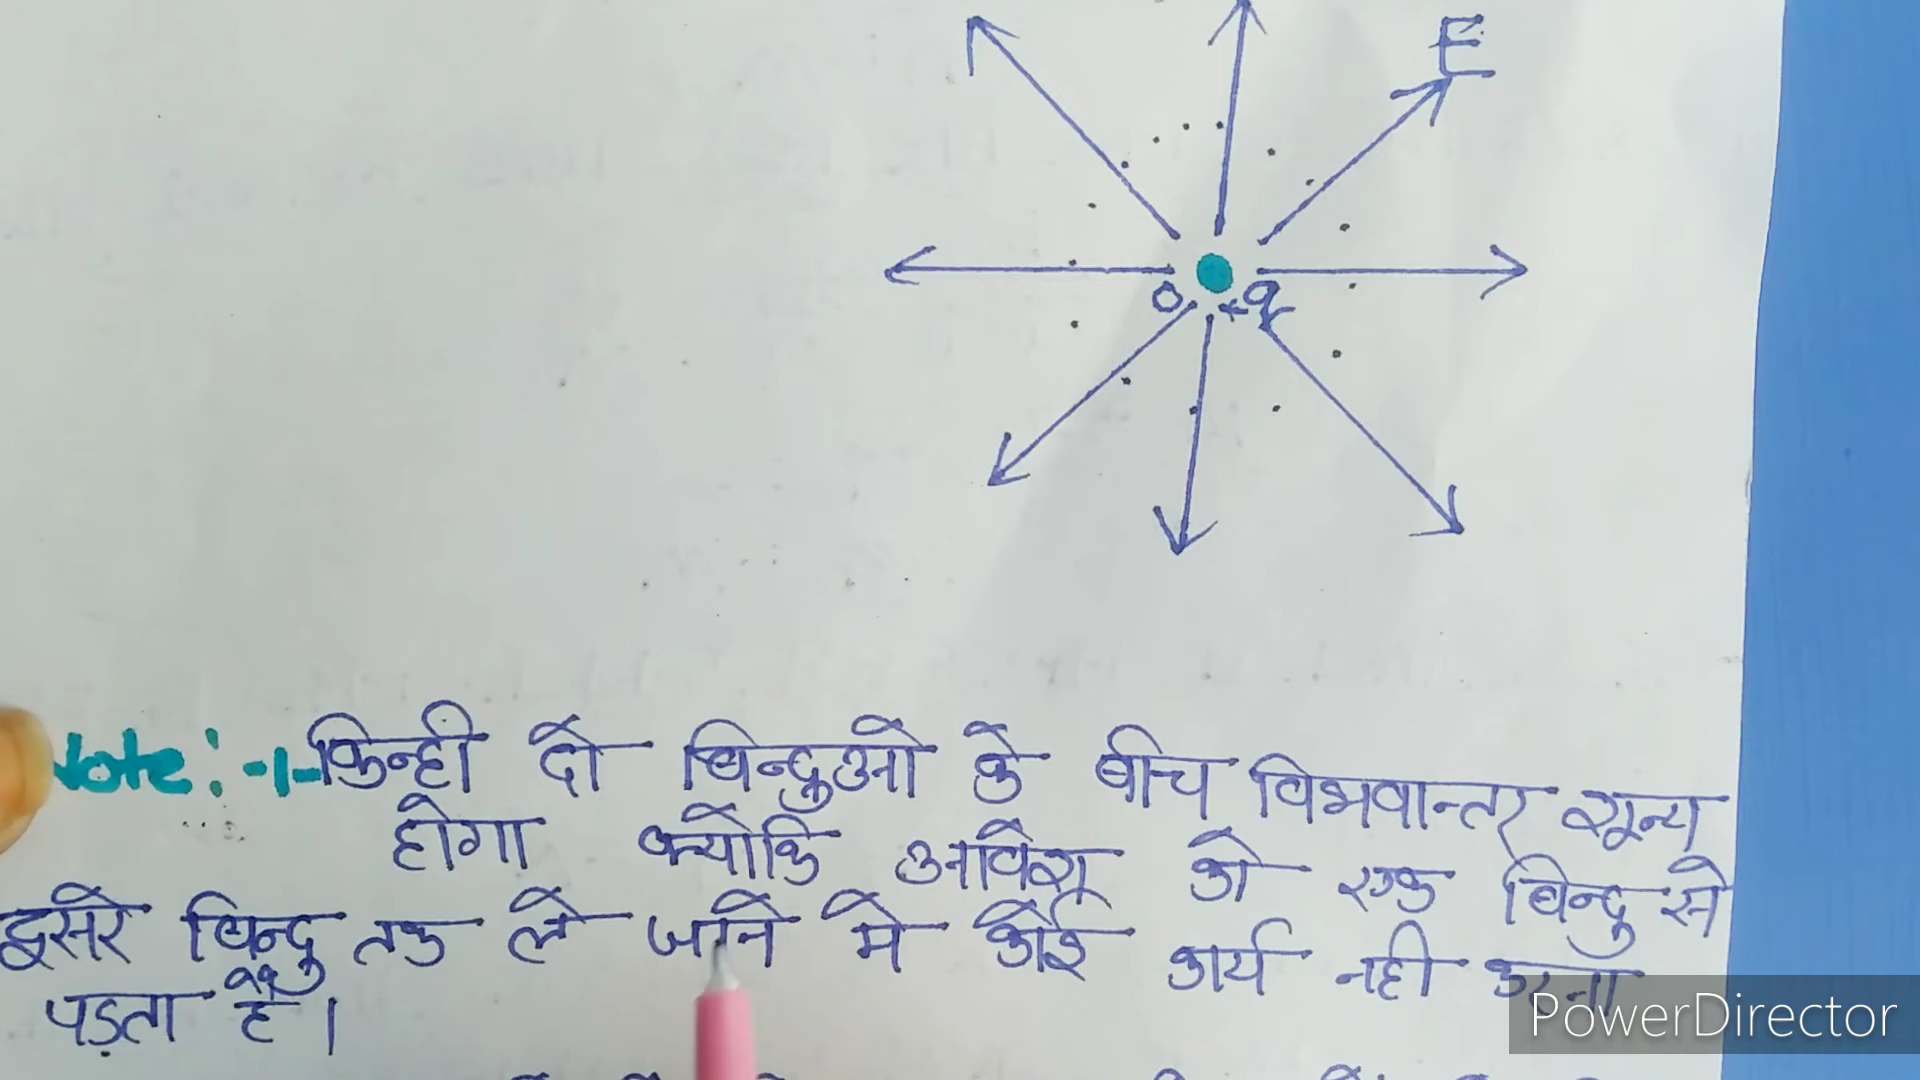 E
O +q
Note:-1- किन्ही दो बिन्दुओ के बीच विभवान्तर शून्य
होगा क्योकि आवेश को एक बिन्दु से
दूसरे बिन्दु तक ले जाने मे कोई कार्य नही करना
पड़ता है।
PowerDirector